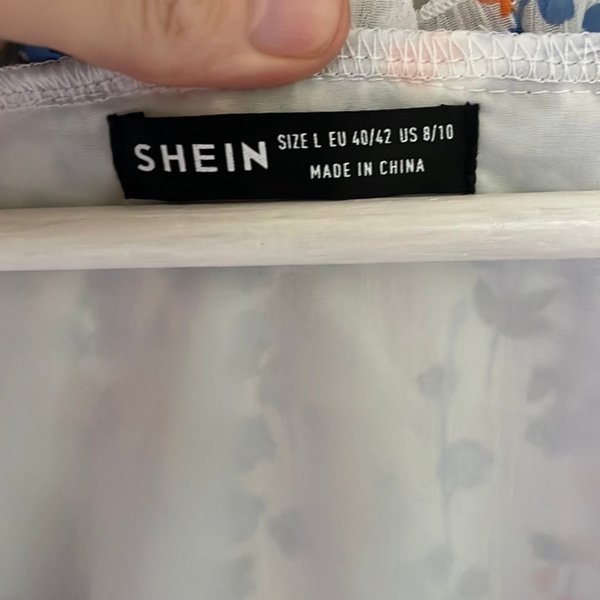 SHEIN
SIZE L EU 40/42 US 8/10
MADE IN CHINA